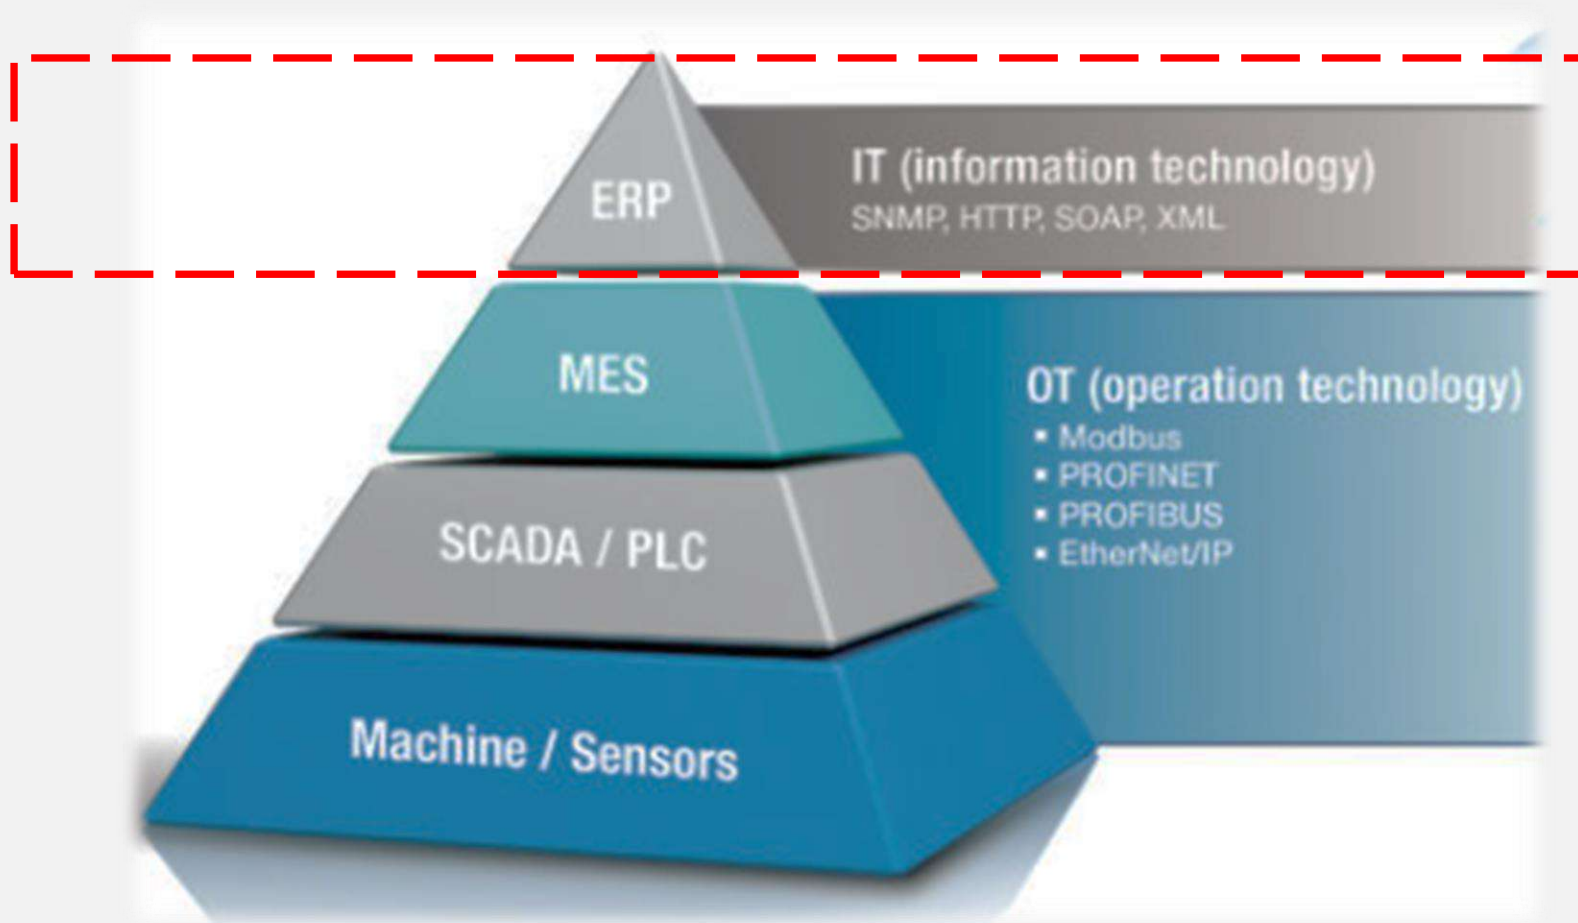 ERP
IT (information technology)
SNMP, HTTP, SOAP, XML
MES
OT (operation technology)
▪ Modbus
▪ PROFINET
▪ PROFIBUS
▪ EtherNet/IP
SCADA / PLC
Machine / Sensors